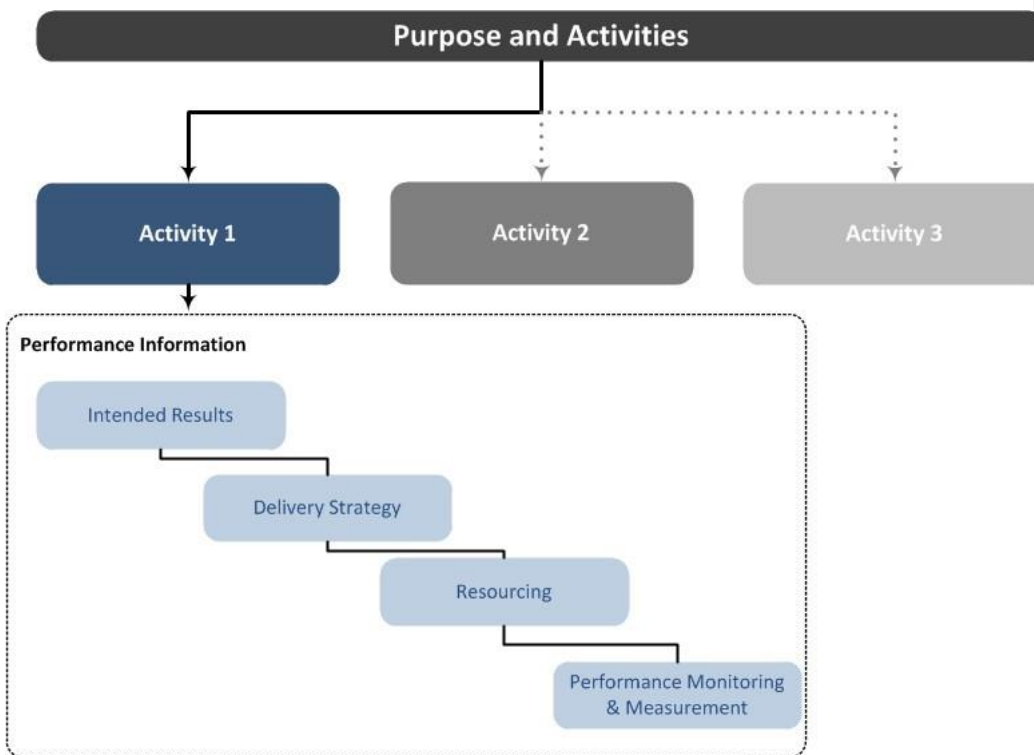 Purpose and Activities
Activity 1
Activity 2
Activity 3
Performance Information
Intended Results
Delivery Strategy
Resourcing
Performance Monitoring
& Measurement